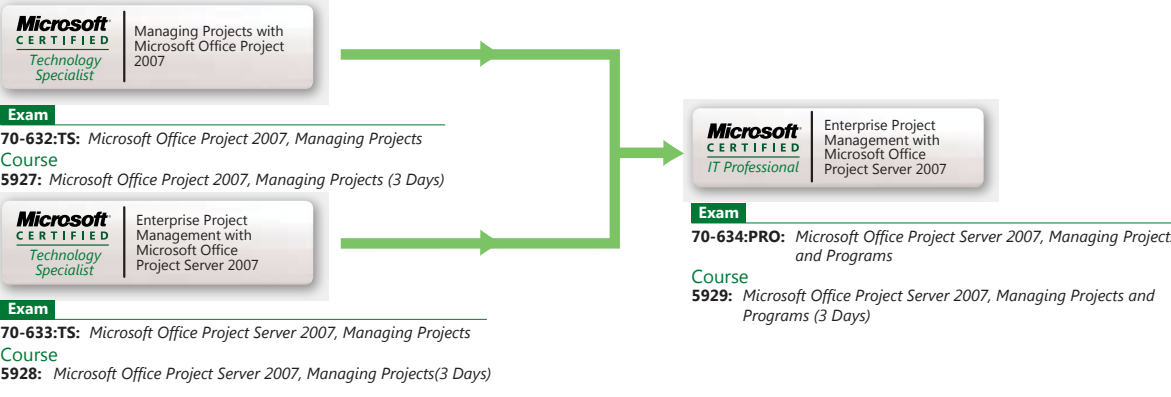 Microsoft
CERTIFIED
Technology
Specialist
Managing Projects with
Microsoft Office Project
2007
Exam
70-632:TS: Microsoft Office Project 2007, Managing Projects
Course
5927: Microsoft Office Project 2007, Managing Projects (3 Days)
Microsoft
CERTIFIED
Technology
Specialist
Enterprise Project
Management with
Microsoft Office
Project Server 2007
Exam
70-633:TS: Microsoft Office Project Server 2007, Managing Projects
Course
5928: Microsoft Office Project Server 2007, Managing Projects(3 Days)
Microsoft
CERTIFIED
IT Professional
Enterprise Project
Management with
Microsoft Office
Project Server 2007
Exam
70-634:PRO: Microsoft Office Project Server 2007, Managing Projects
and Programs
Course
5929: Microsoft Office Project Server 2007, Managing Projects and
Programs (3 Days)